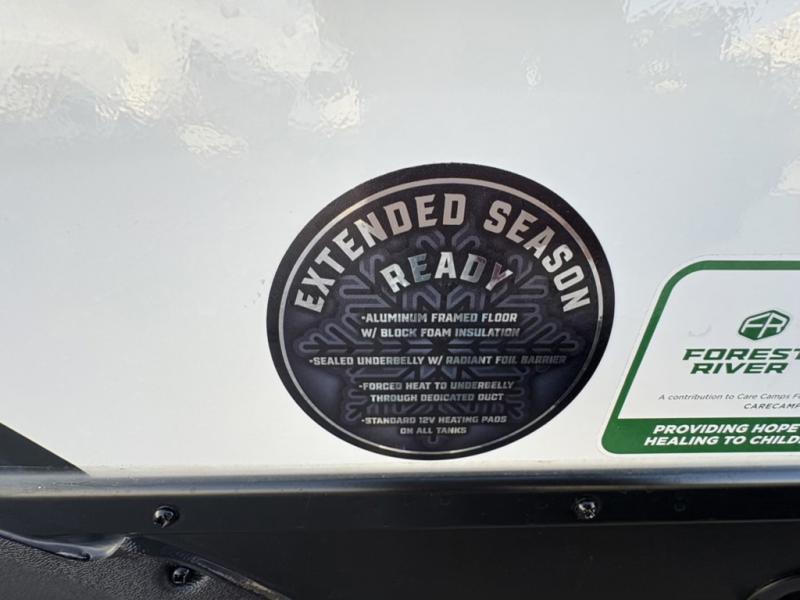 EXTENDED SEASON
READY
•ALUMINUM FRAMED FLOOR
W/ BLOCK FOAM INSULATION
•SEALED UNDERBELLY W/ RADIANT FOIL BARRIER
•FORCED HEAT TO UNDERBELLY
THROUGH DEDICATED DUCT
•STANDARD 12V HEATING PADS
ON ALL TANKS
FR
FOREST
RIVER
A contribution to Care Camps
CARECAMP
PROVIDING HOPE
HEALING TO CHILD